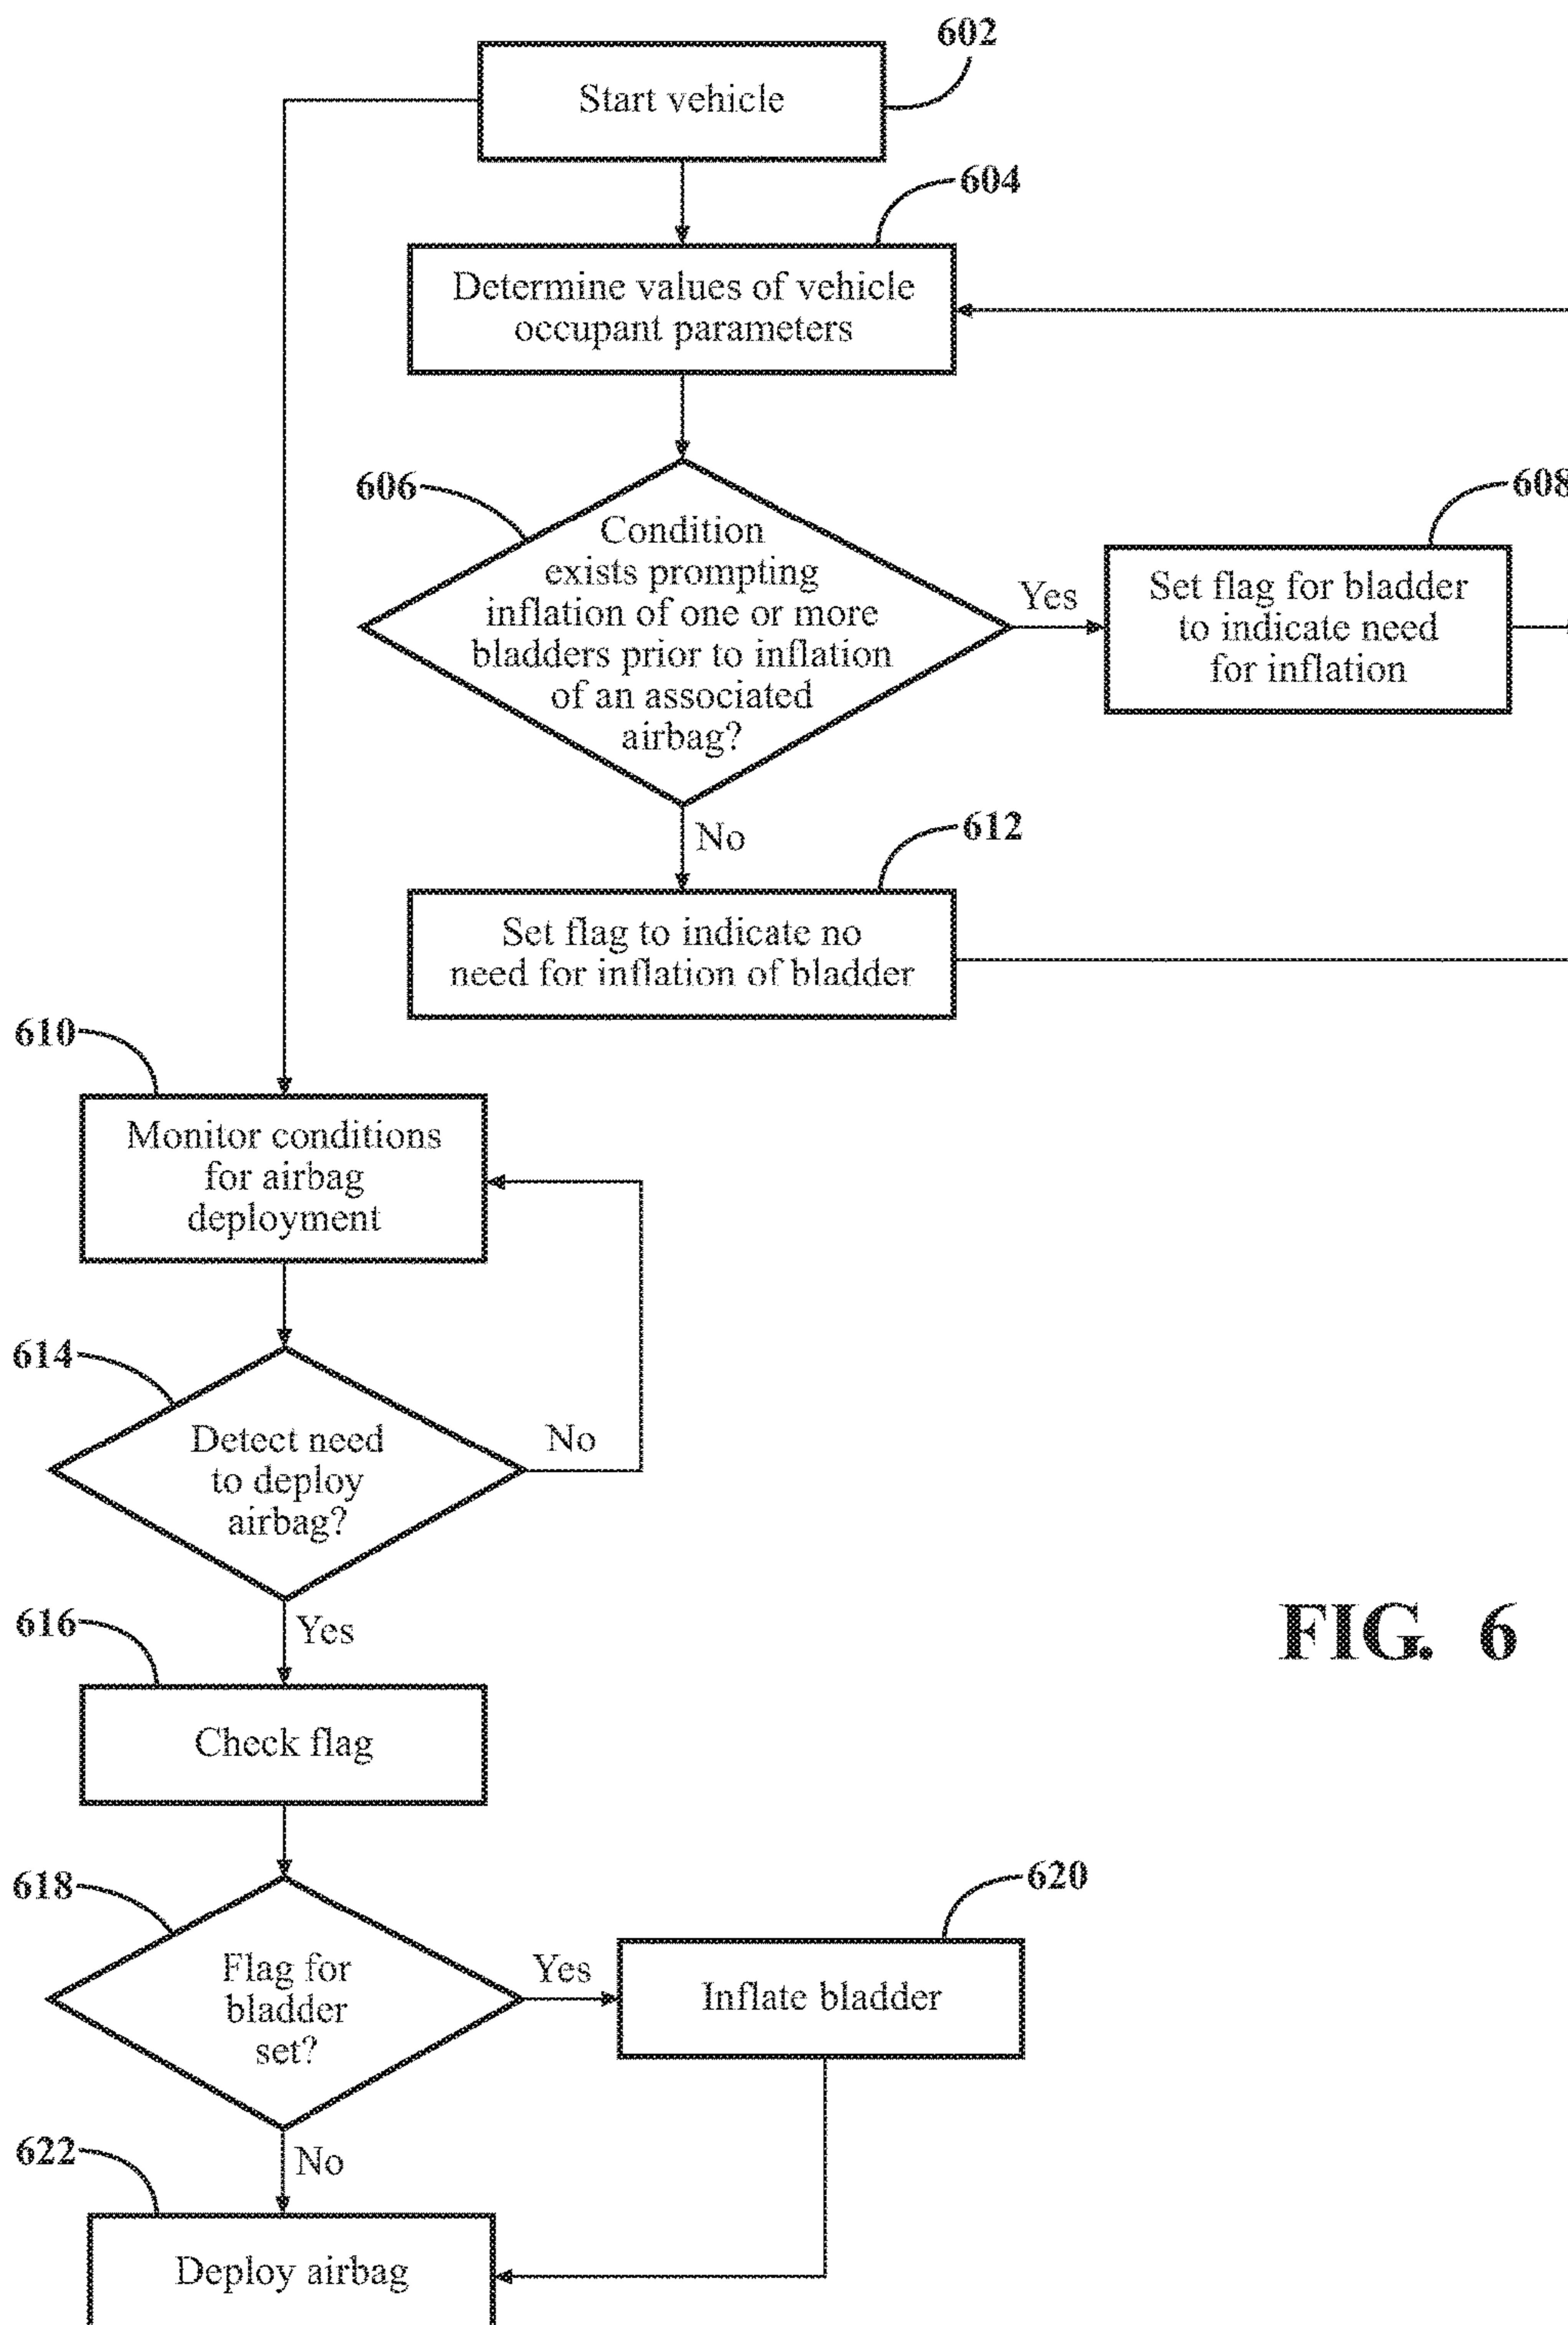 602
Start vehicle
604
Determine values of vehicle
occupant parameters
606
Condition
exists prompting
inflation of one or more
bladders prior to inflation
of an associated
airbag?
Yes
608
Set flag for bladder
to indicate need
for inflation
No
612
Set flag to indicate no
need for inflation of bladder
610
Monitor conditions
for airbag
deployment
614
Detect need
to deploy
airbag?
No
Yes
616
Check flag
618
Flag for
bladder
set?
Yes
620
Inflate bladder
No
622
Deploy airbag
FIG. 6